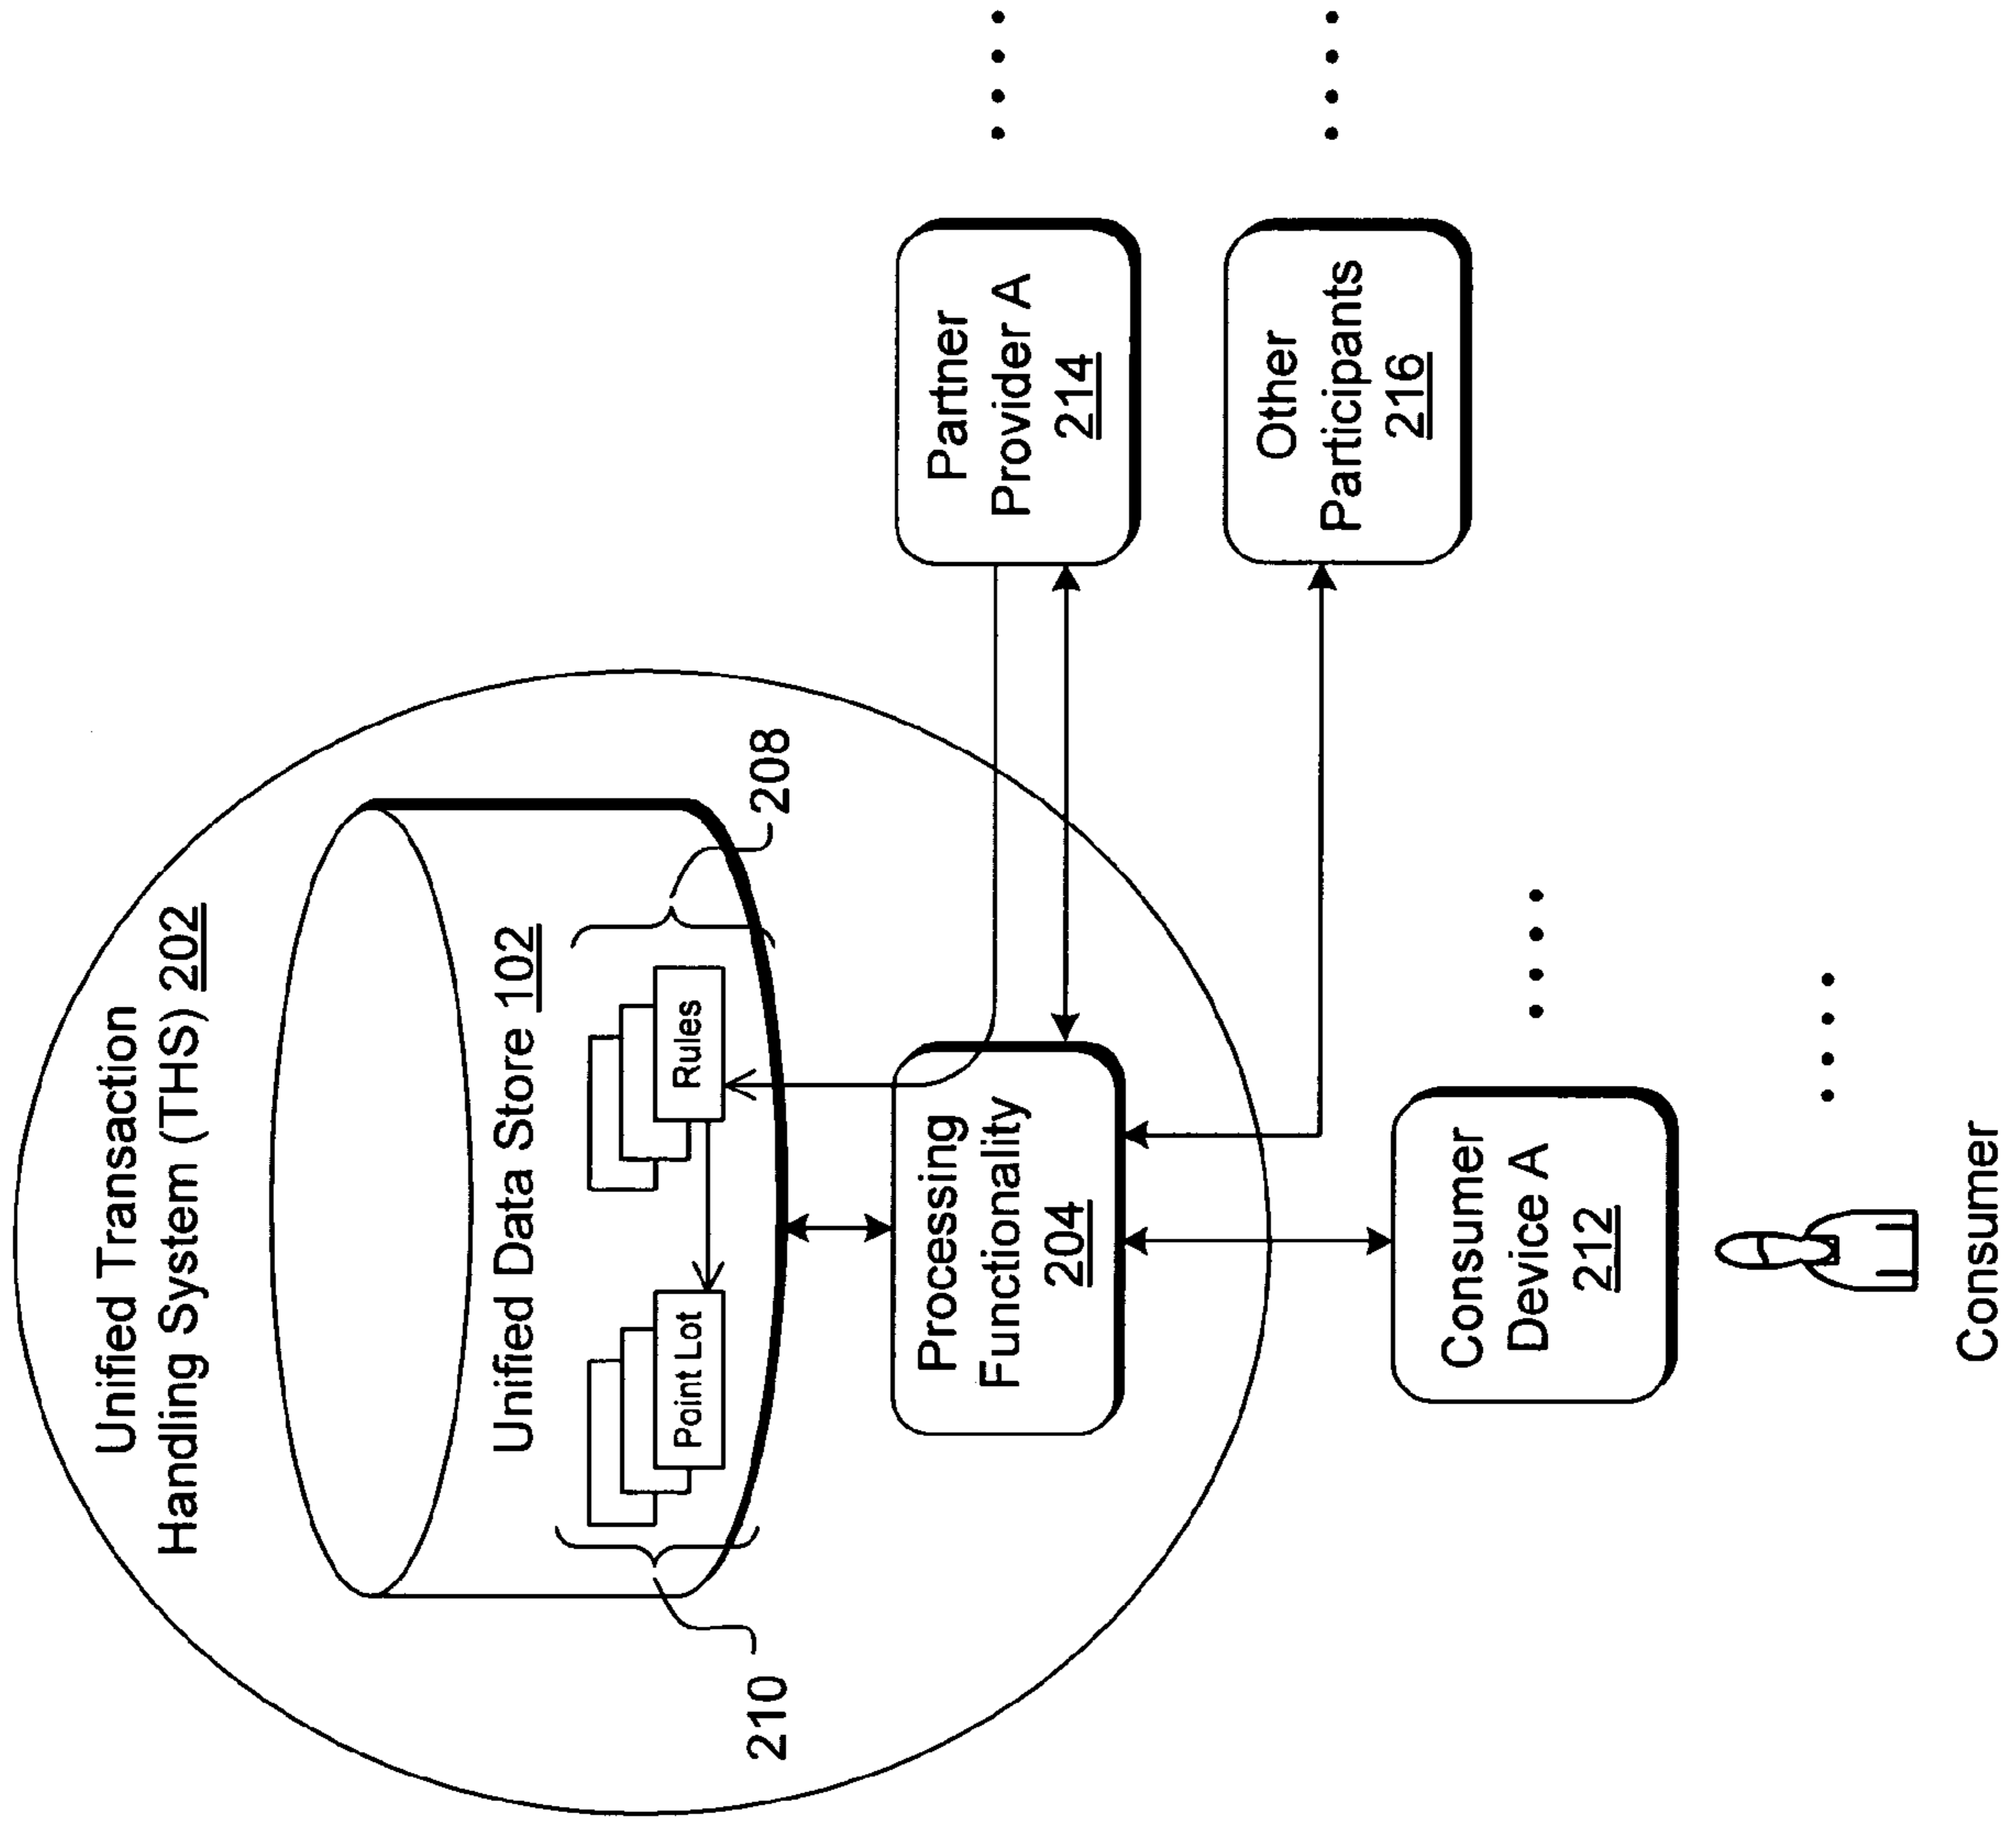 Unified Transaction
Handling System (THS) 202
Unified Data Store 102
Point Lot
Rules
210
208
Processing
Functionality
204
Partner
Provider A
214
Other
Participants
216
Consumer
Device A
212
Consumer